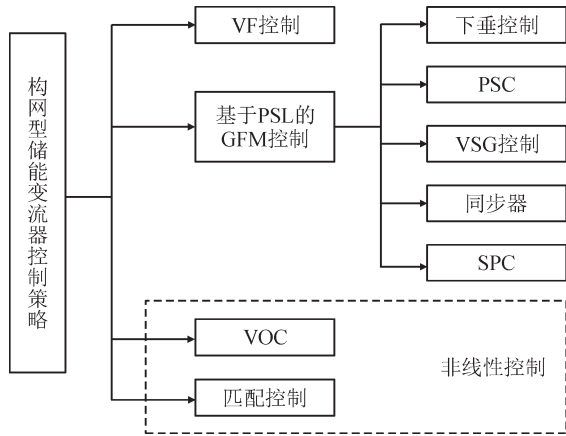 构网型储能变流器控制策略
VF控制
基于PSL的
GFM控制
下垂控制
PSC
VSG控制
同步器
SPC
VOC
匹配控制
非线性控制